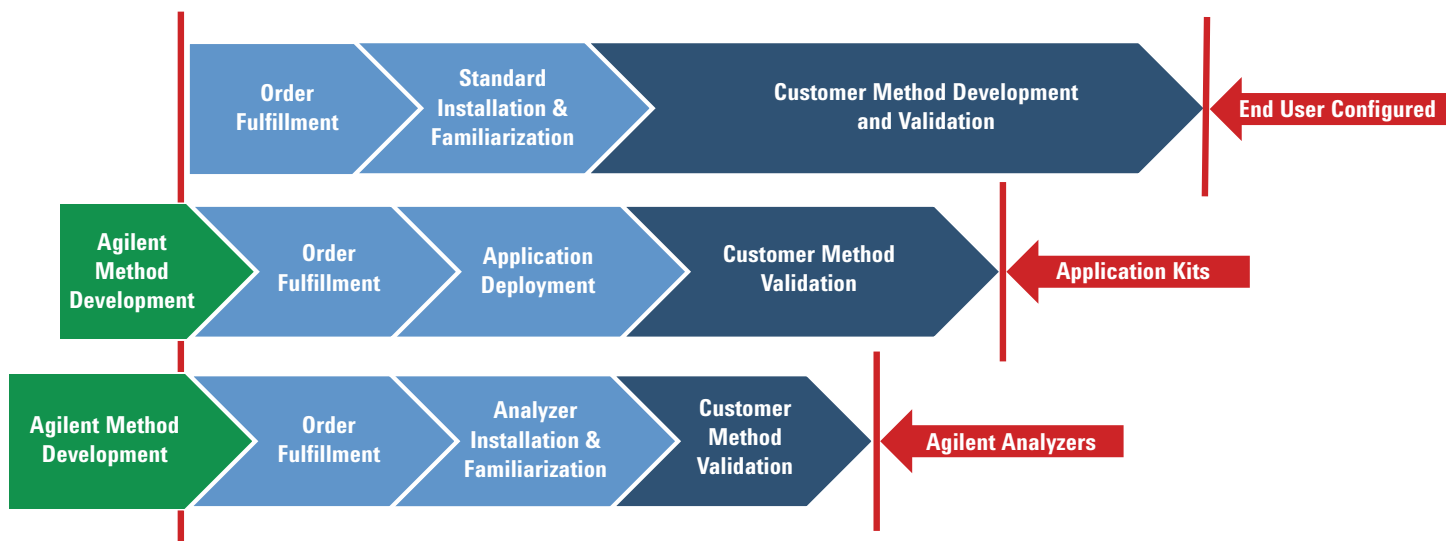 Order
Fulfillment
Standard
Installation &
Familiarization
Customer Method Development
and Validation
End User Configured
Agilent
Method
Development
Order
Fulfillment
Application
Deployment
Customer Method
Validation
Application Kits
Agilent Method
Development
Order
Fulfillment
Analyzer
Installation &
Familiarization
Customer
Method
Validation
Agilent Analyzers